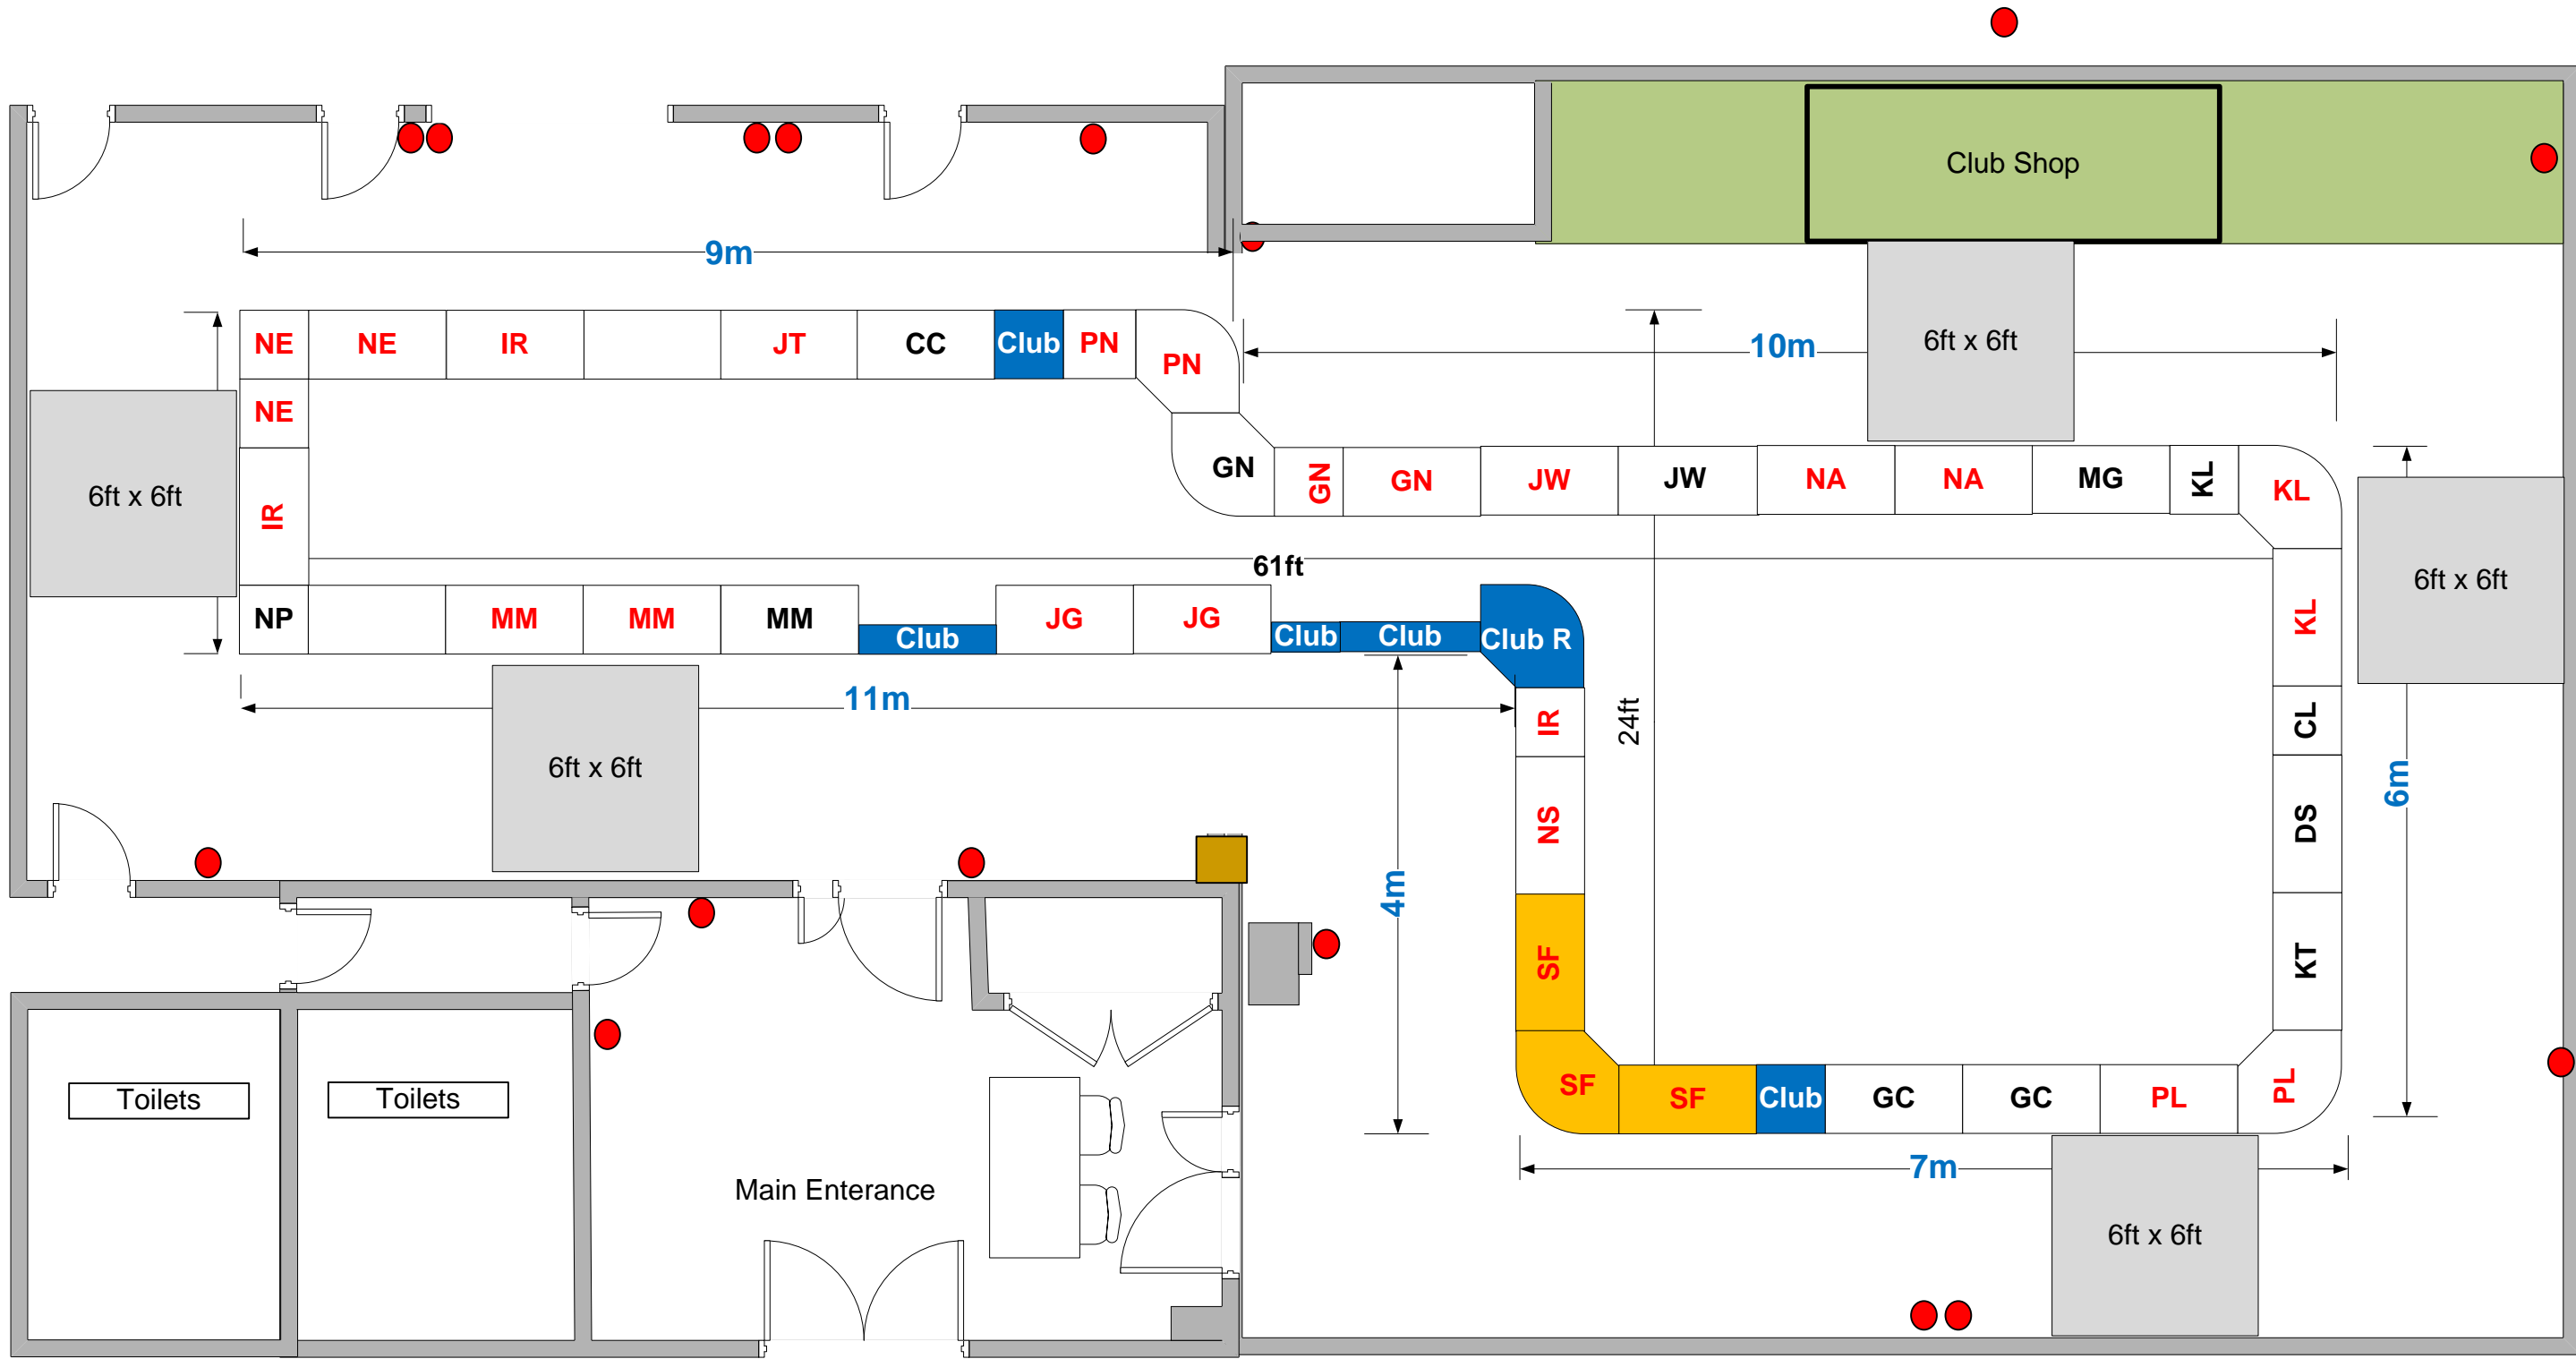 Club Shop
9m
NE
NE
IR
JT
CC
Club
PN
PN
10m
6ft x 6ft
NE
6ft x 6ft
IR
GN
GN
GN
JW
JW
NA
NA
MG
KL
KL
6ft x 6ft
61ft
KL
NP
MM
MM
MM
Club
JG
JG
Club
Club
Club R
11m
6ft x 6ft
IR
24ft
CL
NS
DS
6m
4m
SF
KT
SF
SF
Club
GC
GC
PL
PL
Toilets
Toilets
7m
Main Enterance
6ft x 6ft